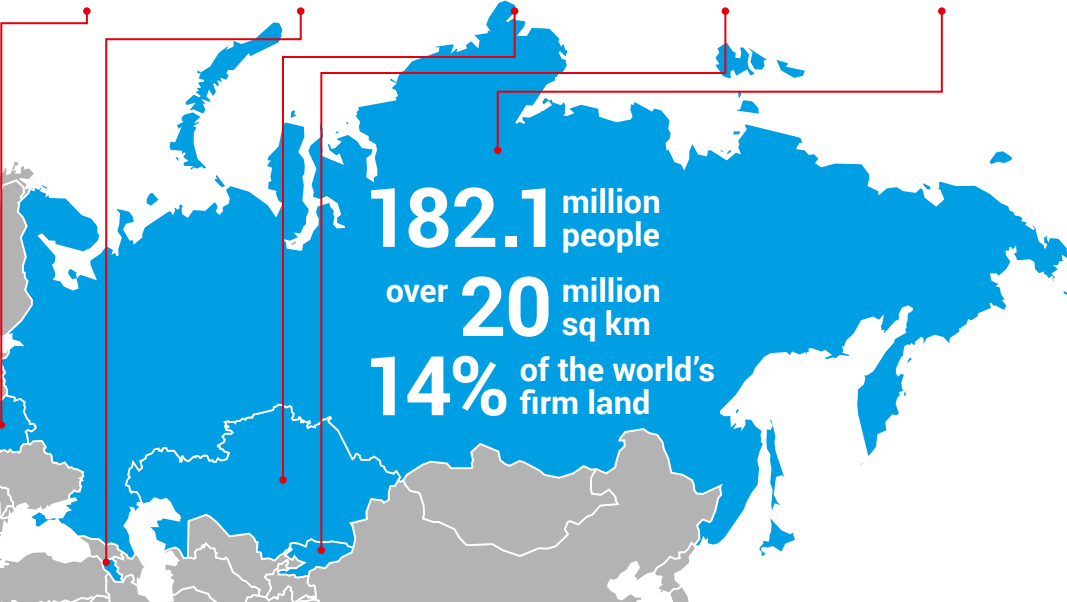 182.1 million
people
over 20 million
sq km
14% of the world's
firm land